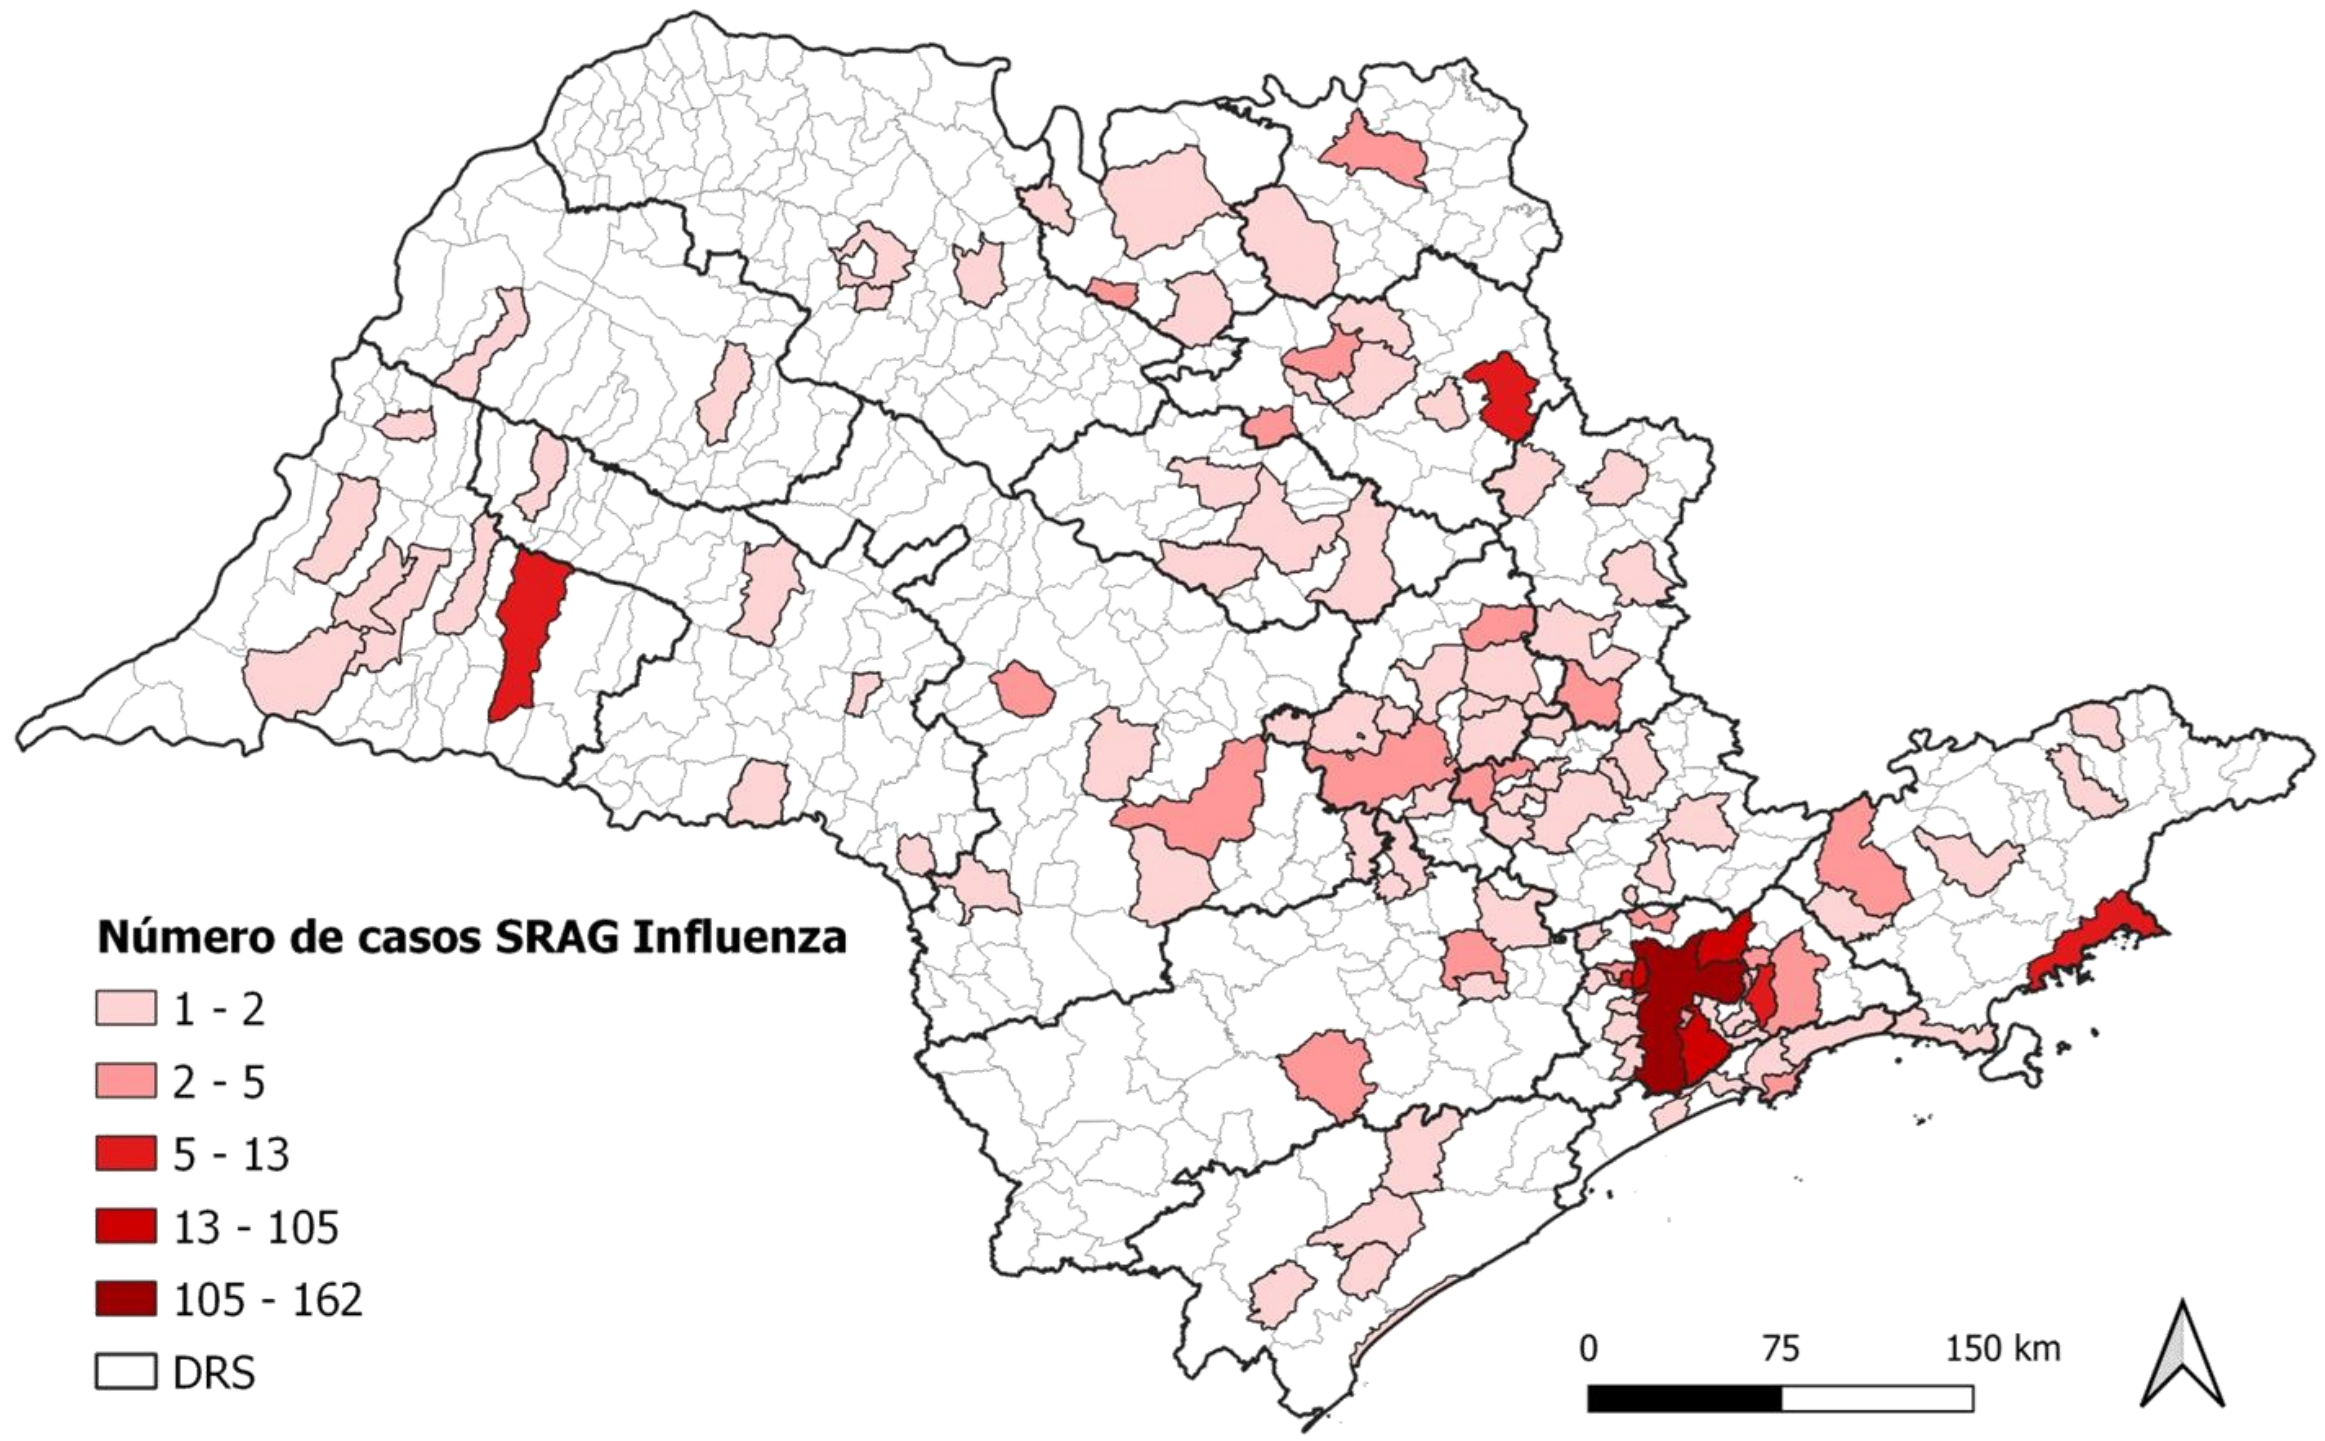 Número de casos SRAG Influenza
1 - 2
2 - 5
5 - 13
13 - 105
105 - 162
DRS
0 75 150 km